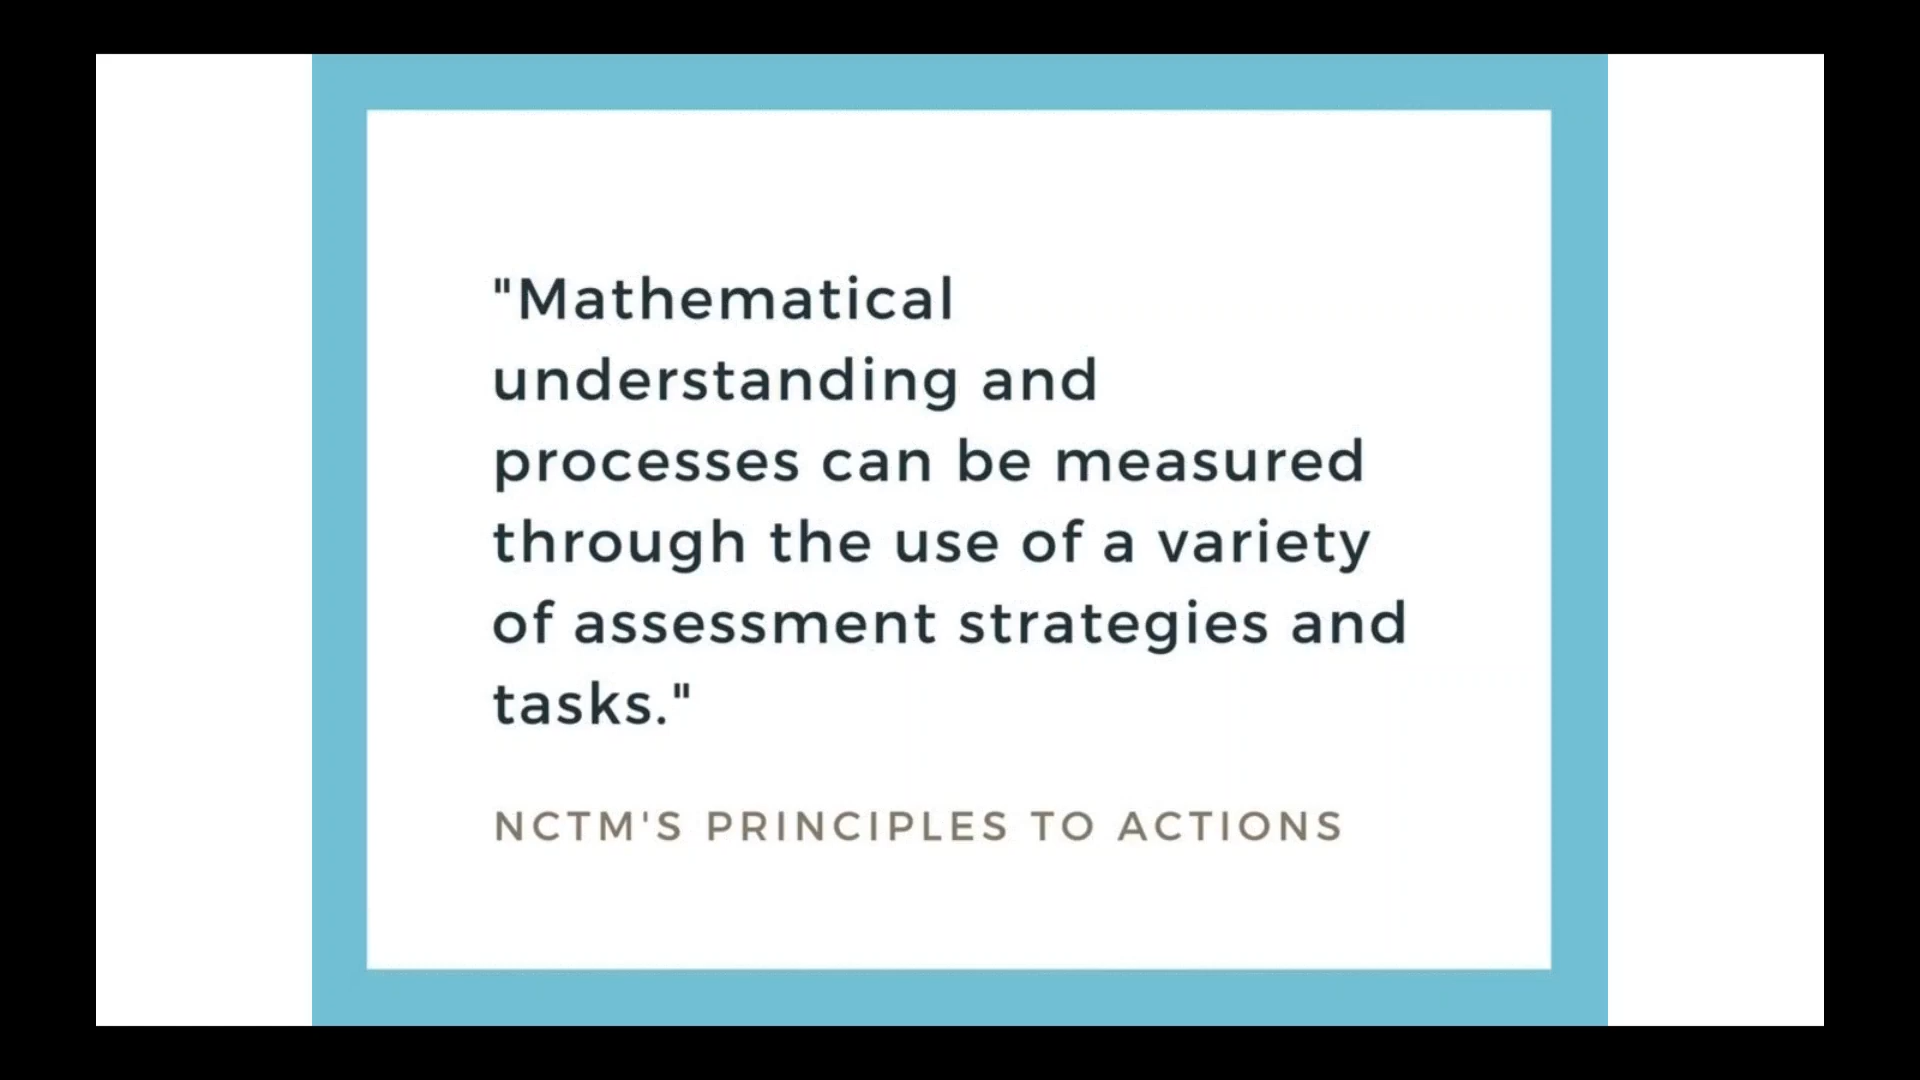 "Mathematical
understanding and
processes can be measured
through the use of a variety
of assessment strategies and
tasks."
NCTM'S PRINCIPLES TO ACTIONS